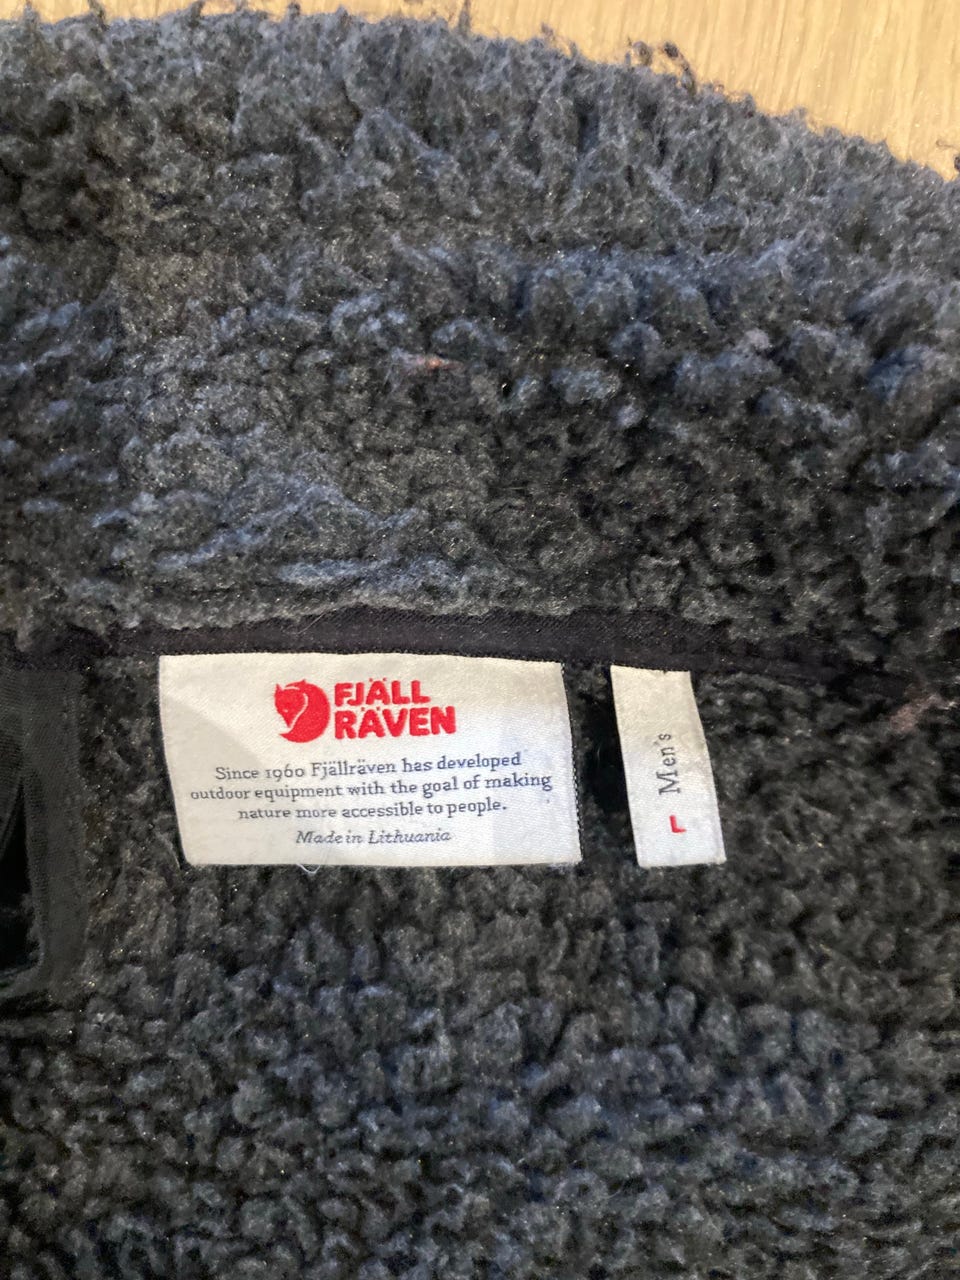 FJÄLL
RÄVEN
Since 1960 Fjällräven has developed
outdoor equipment with the goal of making
nature more accessible to people.
Made in Lithuania
Men's
L